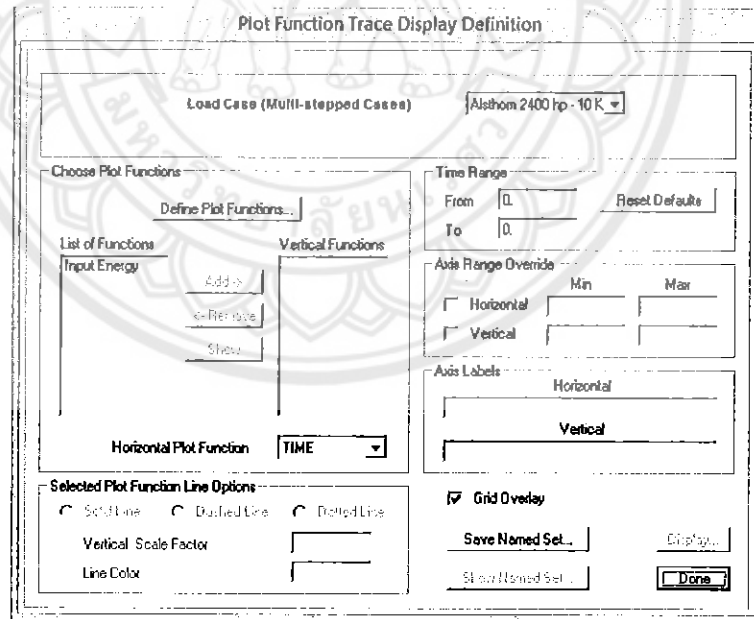 Plot Function Trace Display Definition
Load Case (Multi-stepped Cases)
Alsthom 2400 hp - 10 K
Choose Plot Functions
Define Plot Functions...
List of Functions
Vertical Functions
Input Energy
Add ->
<- Remove
Show
Horizontal Plot Function
TIME
Time Range
From
0.
Reset Defaults
To
0.
Axis Range Override
Min
Max
Horizontal
Vertical
Axis Labels
Horizontal
Vertical
Selected Plot Function Line Options
Solid Line
Dashed Line
Dotted Line
Vertical Scale Factor
Line Color
Grid Overlay
Save Named Set...
Display...
Show Named Set...
Done